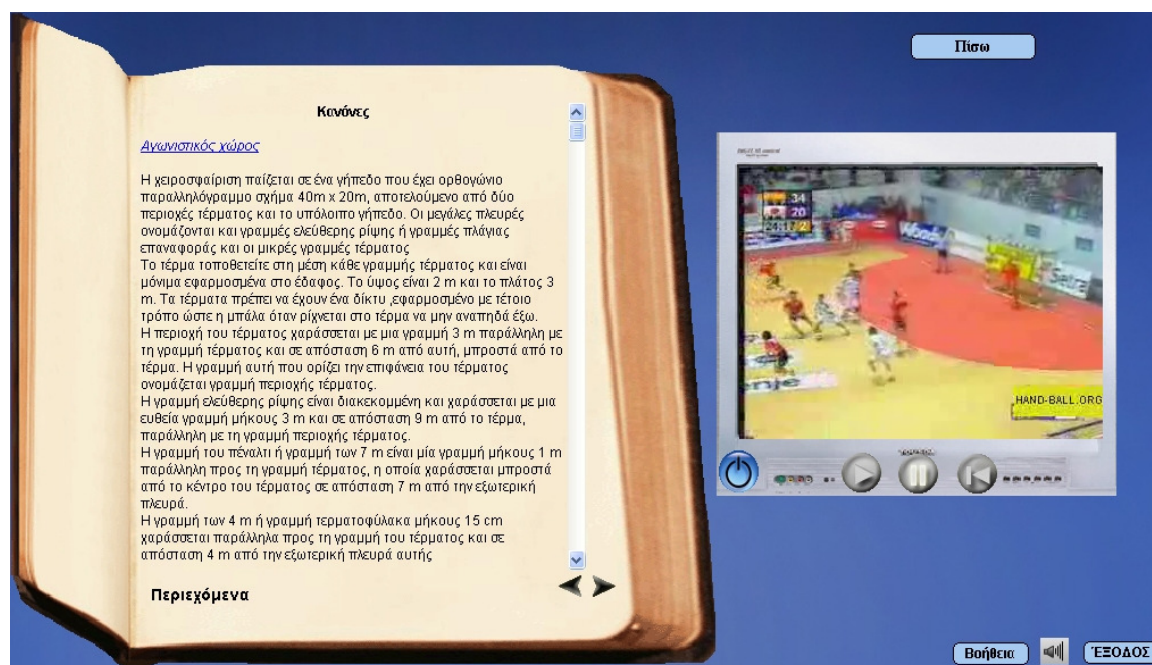 Πίσω
Κανόνες
Αγωνιστικός χώρος
Η χειροσφαίριση παίζεται σε ένα γήπεδο που έχει ορθογώνιο
παραλληλόγραμμο σχήμα 40m x 20m, αποτελούμενο από δύο
περιοχές τέρματος και το υπόλοιπο γήπεδο. Οι μεγάλες πλευρές
ονομάζονται και γραμμές ελεύθερης ρίψης ή γραμμές πλάγιας
επαναφοράς και οι μικρές γραμμές τέρματος
Το τέρμα τοποθετείτε στη μέση κάθε γραμμής τέρματος και είναι
μόνιμα εφαρμοσμένα στο έδαφος. Το ύψος είναι 2 m και το πλάτος 3
m. Τα τέρματα πρέπει να έχουν ένα δίκτυ ,εφαρμοσμένο με τέτοιο
τρόπο ώστε η μπάλα όταν ρίχνεται στο τέρμα να μην αναπηδά έξω.
Η περιοχή του τέρματος χαράσσεται με μια γραμμή 3 m παράλληλη με
τη γραμμή τέρματος και σε απόσταση 6 m από αυτή, μπροστά από το
τέρμα. Η γραμμή αυτή που ορίζει την επιφάνεια του τέρματος
ονομάζεται γραμμή περιοχής τέρματος.
Η γραμμή ελεύθερης ρίψης είναι διακεκομμένη και χαράσσεται με μια
ευθεία γραμμή μήκους 3 m και σε απόσταση 9 m από το τέρμα,
παράλληλη με τη γραμμή περιοχής τέρματος.
Η γραμμή του πέναλτι ή γραμμή των 7 m είναι μία γραμμή μήκους 1 m
παράλληλη προς τη γραμμή τέρματος, η οποία χαράσσεται μπροστά
από το κέντρο του τέρματος σε απόσταση 7 m από την εξωτερική
πλευρά.
Η γραμμή των 4 m ή γραμμή τερματοφύλακα μήκους 15 cm
χαράσσεται παράλληλα προς τη γραμμή του τέρματος και σε
απόσταση 4 m από την εξωτερική πλευρά αυτής
Περιεχόμενα
34
20
HAND-BALL.ORG
Βοήθεια
ΈΞΟΔΟΣ